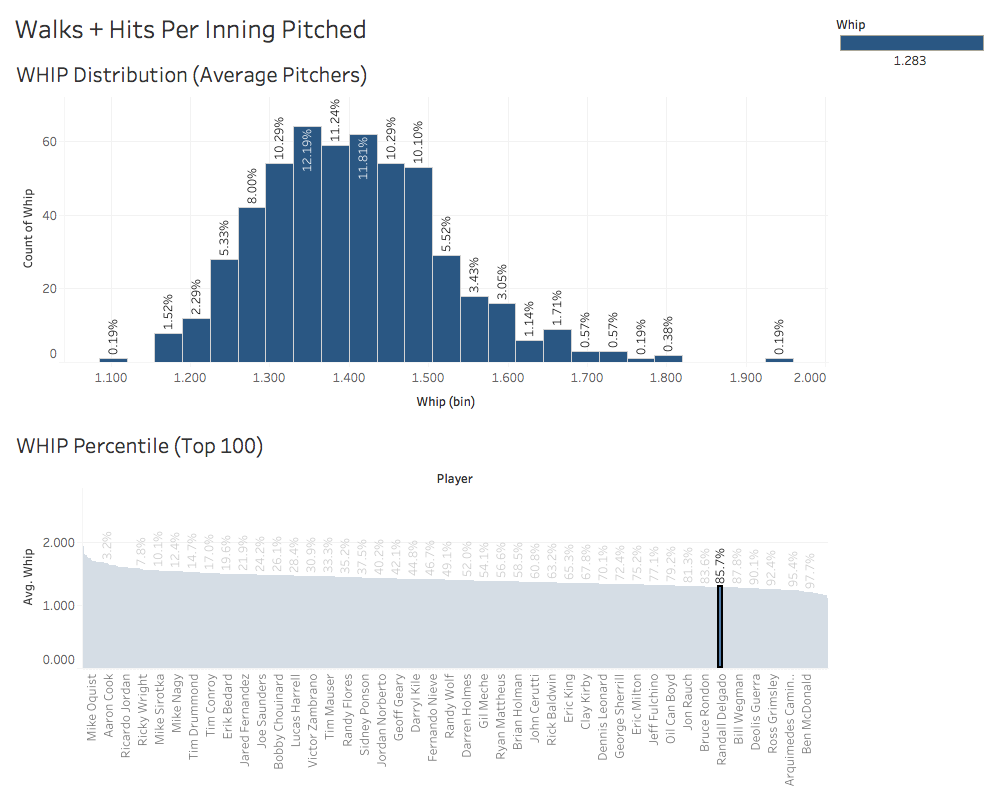 Walks + Hits Per Inning Pitched
Whip
1.283
WHIP Distribution (Average Pitchers)
Count of Whip
60
40
20
0
0.19%
1.52%
2.29%
5.33%
8.00%
10.29%
12.19%
11.24%
11.81%
10.29%
10.10%
5.52%
3.43%
3.05%
1.14%
1.71%
0.57%
0.57%
0.19%
0.38%
0.19%
1.100
1.200
1.300
1.400
1.500
1.600
1.700
1.800
1.900
2.000
Whip (bin)
WHIP Percentile (Top 100)
Player
Avg. Whip
2.000
1.000
0.000
3.2%
7.8%
10.1%
12.4%
14.7%
17.0%
19.6%
21.9%
24.2%
26.1%
28.4%
30.9%
33.3%
35.2%
37.5%
40.2%
42.1%
44.8%
46.7%
49.1%
52.0%
54.1%
56.6%
58.5%
60.8%
63.2%
65.3%
67.8%
70.1%
72.4%
75.2%
77.1%
79.2%
81.3%
83.6%
85.7%
87.8%
90.1%
92.4%
95.4%
97.7%
Mike Oquist
Aaron Cook
Ricardo Jordan
Ricky Wright
Mike Sirotka
Mike Nagy
Tim Drummond
Tim Conroy
Erik Bedard
Jared Fernandez
Joe Saunders
Bobby Chouinard
Lucas Harrell
Victor Zambrano
Tim Mauser
Randy Flores
Sidney Ponson
Jordan Norberto
Geoff Geary
Darryl Kile
Fernando Nieve
Randy Wolf
Darren Holmes
Gil Meche
Ryan Mattheus
Brian Holman
John Cerutti
Rick Baldwin
Eric King
Clay Kirby
Dennis Leonard
George Sherrill
Eric Milton
Jeff Fulchino
Oil Can Boyd
Jon Rauch
Bruce Rondon
Randall Delgado
Bill Wegman
Deolis Guerra
Ross Grimsley
Arquimedes Camin..
Ben McDonald